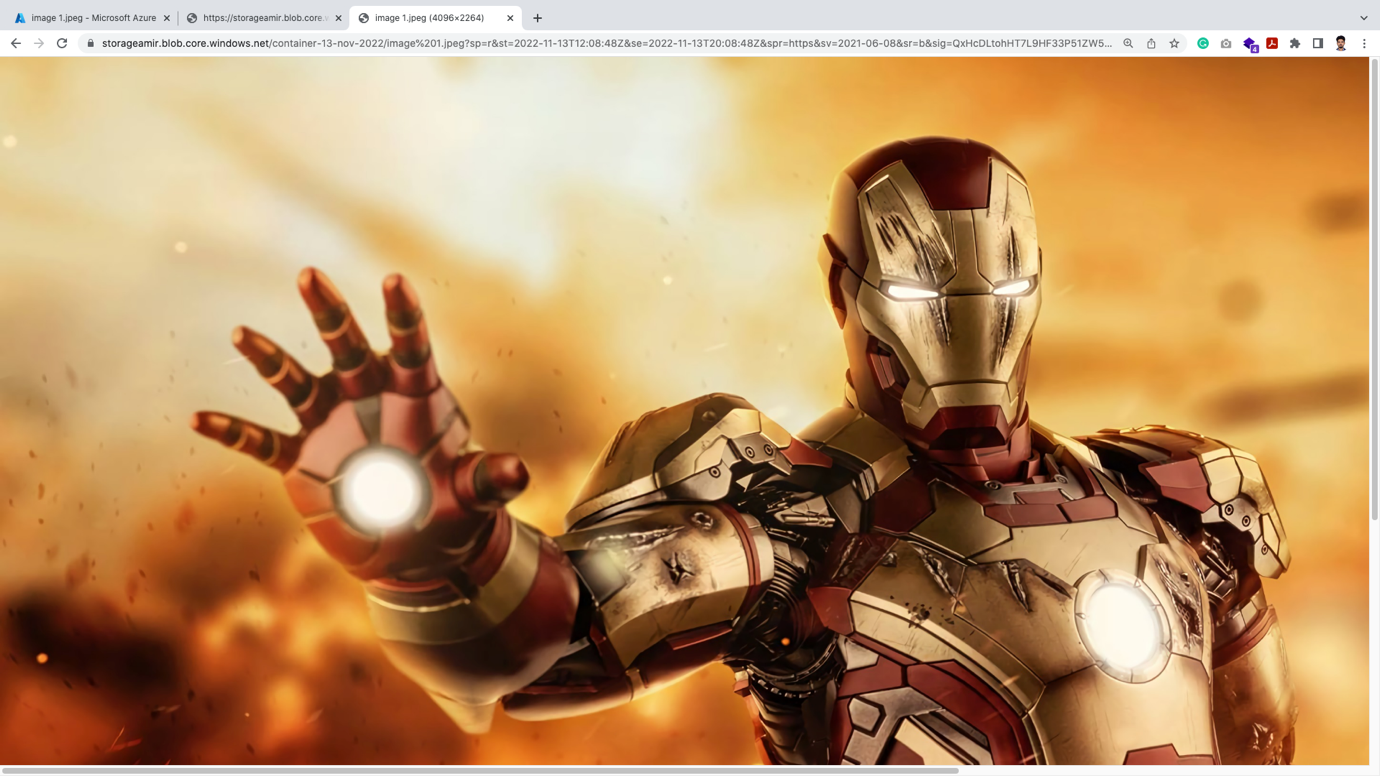 image 1.jpeg - Microsoft Azure
https://storageamir.blob.core.w
image 1.jpeg (4096×2264)
storageamir.blob.core.windows.net/container-13-nov-2022/image%201.jpeg?sp=r&st=2022-11-13T12:08:48Z&se=2022-11-13T20:08:48Z&spr=https&sv=2021-06-08&sr=b&sig=QxHcDLtohHT7L9HF33P51ZW5...
4